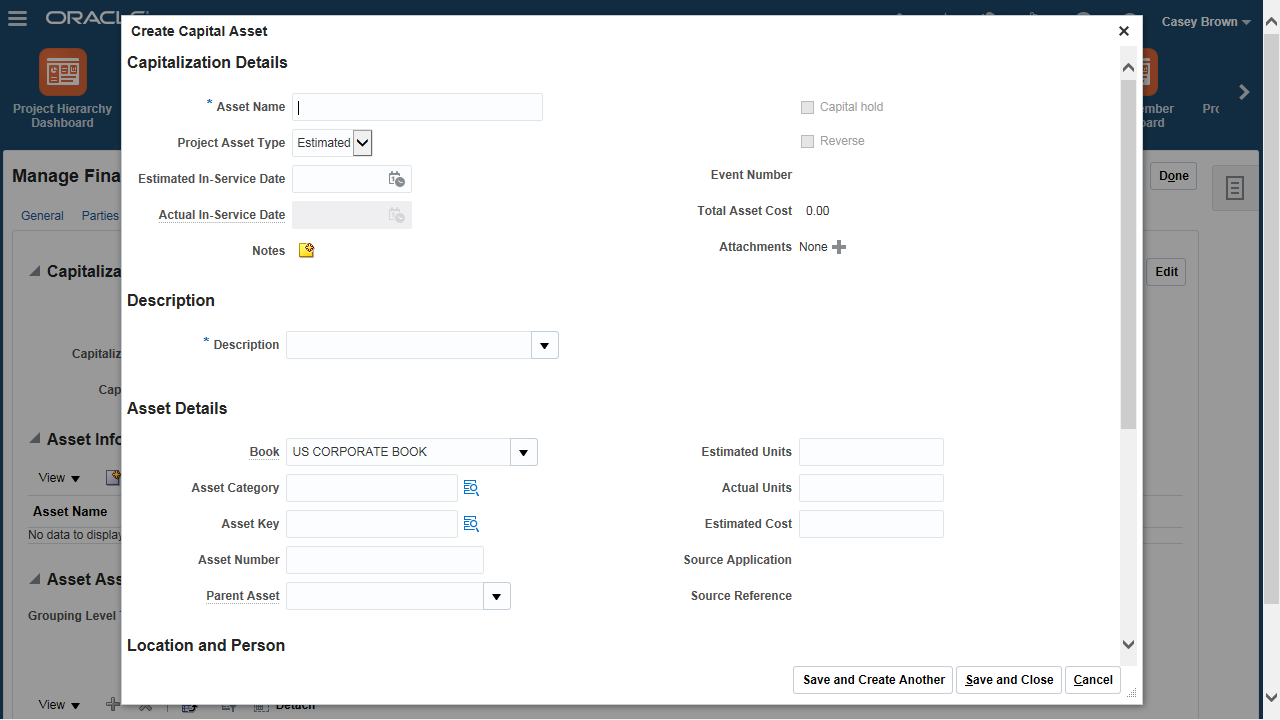 ORACLE
Casey Brown
Project Hierarchy
Dashboard
Manage Fina
Done
General Parties
Capitaliza
Edit
Capitaliz
Cap
Asset Info
View
Asset Name
No data to display
Asset Ass
Grouping Level
View
Detach
Create Capital Asset
Capitalization Details
* Asset Name
Capital hold
Project Asset Type Estimated
Reverse
Estimated In-Service Date
Event Number
Actual In-Service Date
Total Asset Cost 0.00
Notes
Attachments None
Description
* Description
Asset Details
Book US CORPORATE BOOK
Estimated Units
Asset Category
Actual Units
Asset Key
Estimated Cost
Asset Number
Source Application
Parent Asset
Source Reference
Location and Person
Save and Create Another Save and Close Cancel